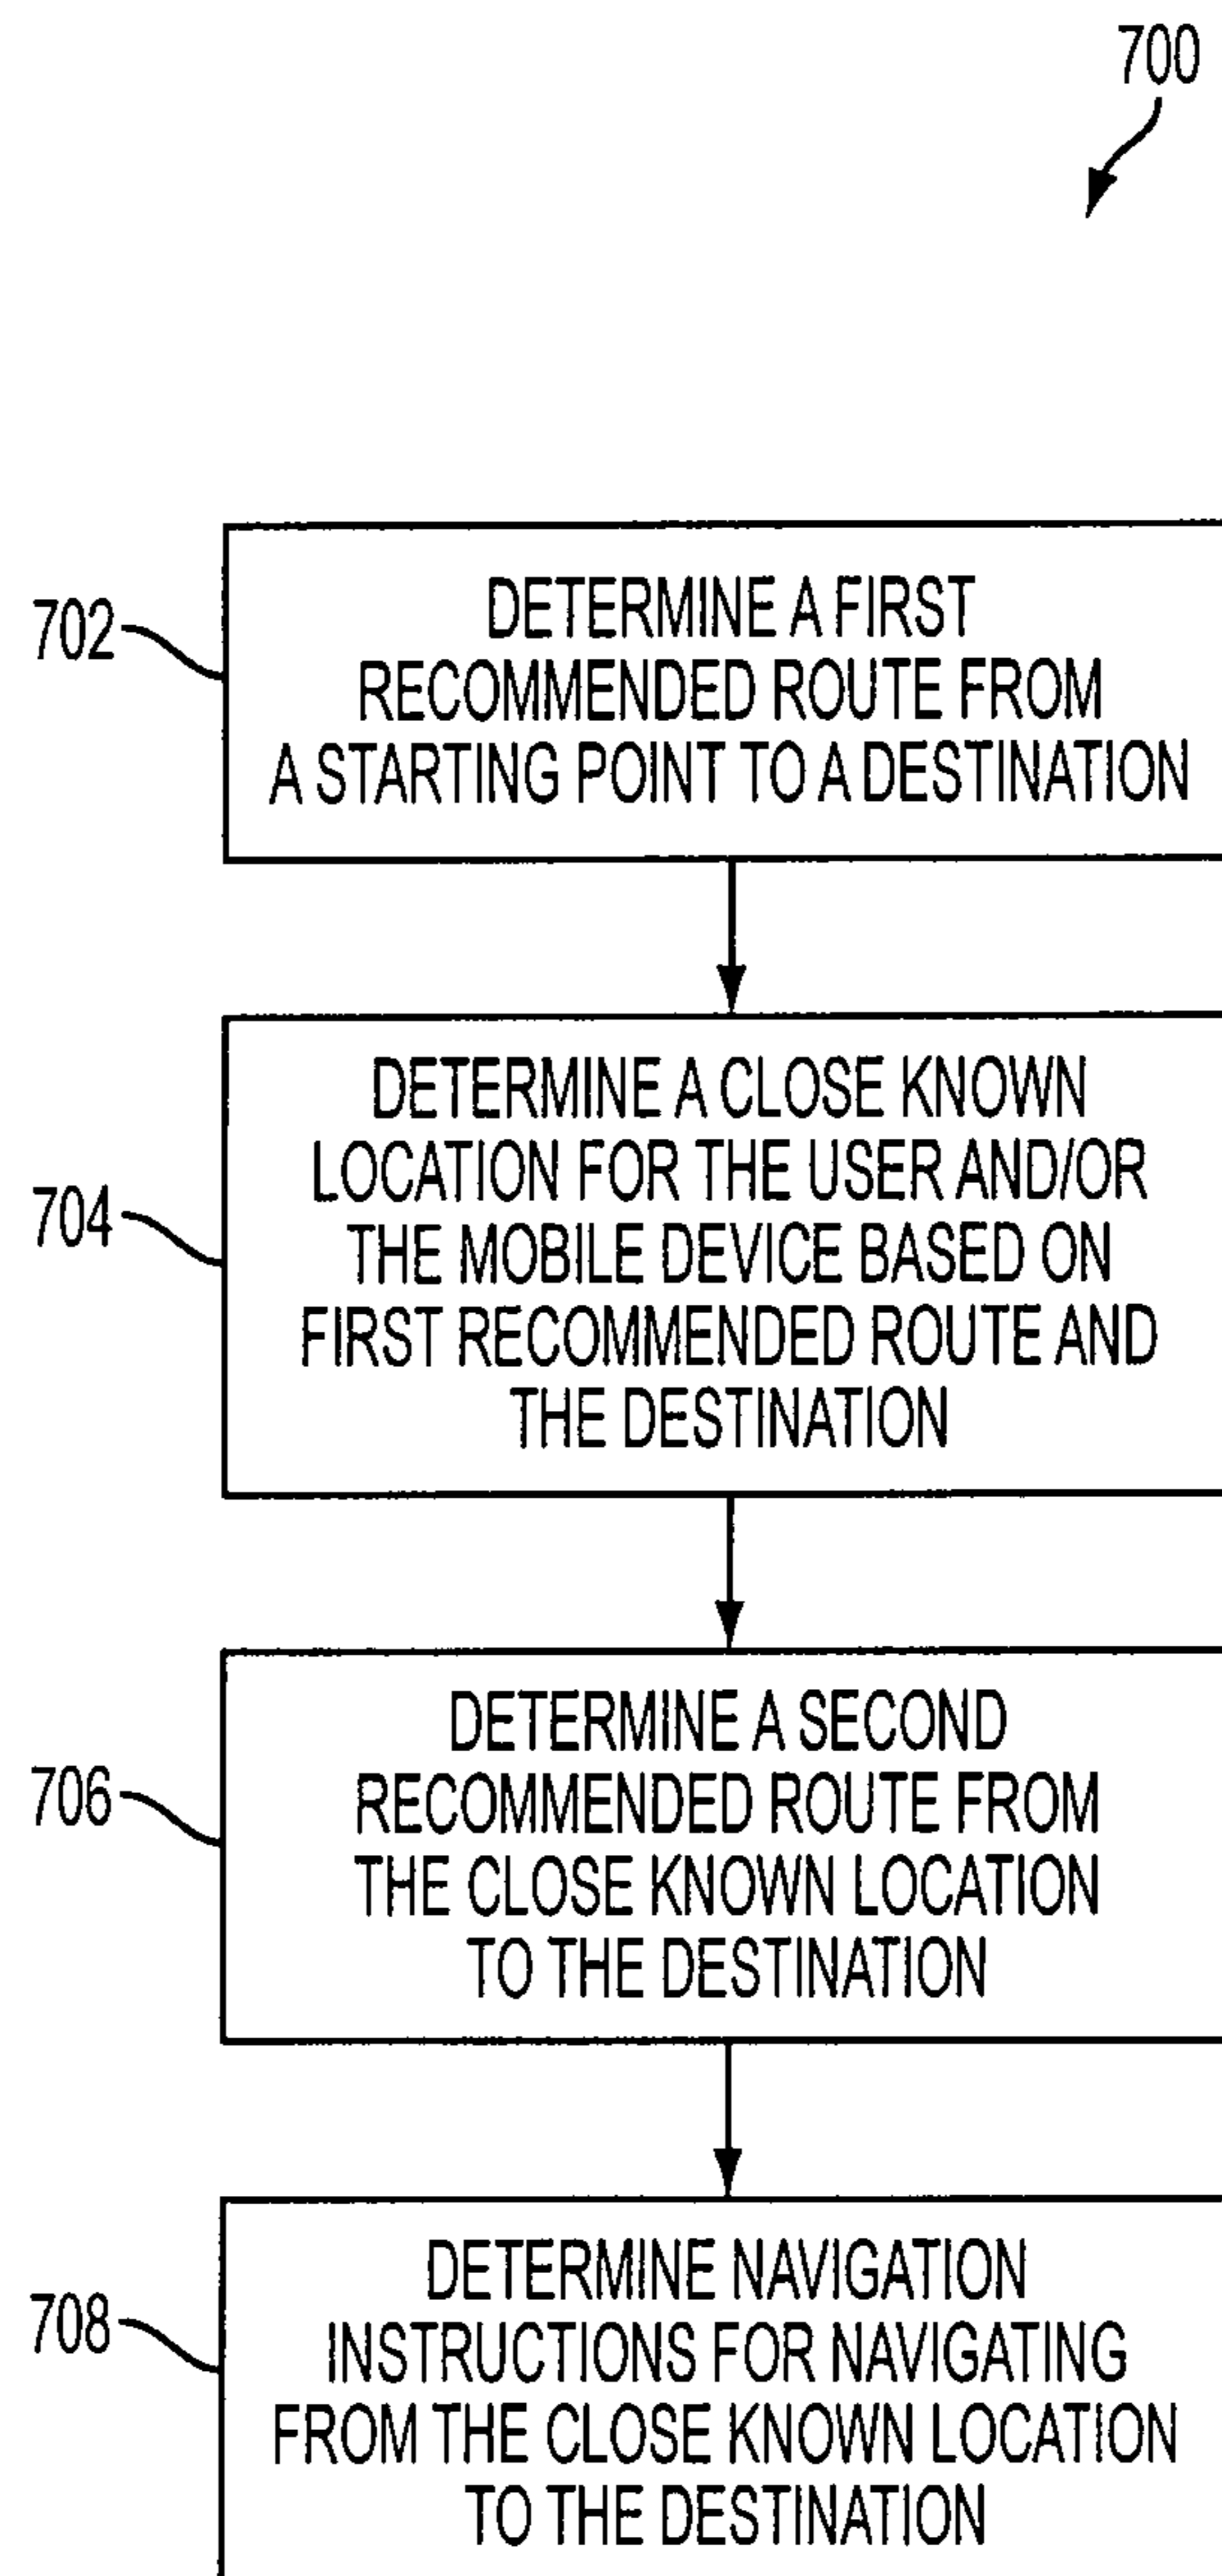 700
702
DETERMINE A FIRST
RECOMMENDED ROUTE FROM
A STARTING POINT TO A DESTINATION
704
DETERMINE A CLOSE KNOWN
LOCATION FOR THE USER AND/OR
THE MOBILE DEVICE BASED ON
FIRST RECOMMENDED ROUTE AND
THE DESTINATION
706
DETERMINE A SECOND
RECOMMENDED ROUTE FROM
THE CLOSE KNOWN LOCATION
TO THE DESTINATION
708
DETERMINE NAVIGATION
INSTRUCTIONS FOR NAVIGATING
FROM THE CLOSE KNOWN LOCATION
TO THE DESTINATION